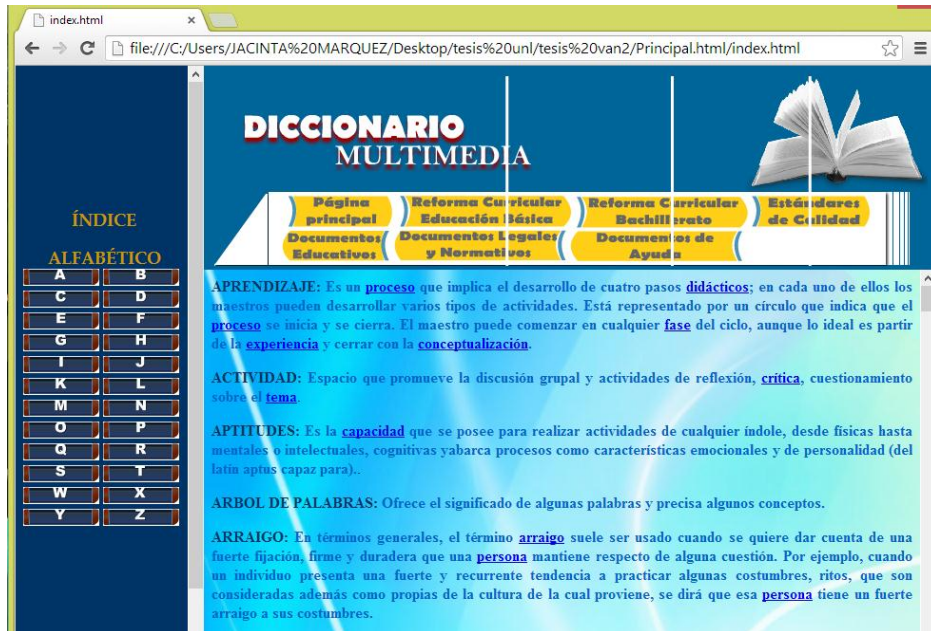 index.html
file:///C:/Users/JACINTA%20MARQUEZ/Desktop/tesis%20unl/tesis%20van2/Principal.html/index.html
DICCIONARIO
MULTIMEDIA
Página principal
Reforma Curricular Educación Básica
Reforma Curricular Bachillerato
Estándares de Calidad
Documentos Educativos
Documentos Legales y Normativos
Documentos de Ayuda
ÍNDICE
ALFABÉTICO
A B
C D
E F
G H
I J
K L
M N
O P
Q R
S T
W X
Y Z
APRENDIZAJE: Es un proceso que implica el desarrollo de cuatro pasos didácticos; en cada uno de ellos los
maestros pueden desarrollar varios tipos de actividades. Está representado por un círculo que indica que el
proceso se inicia y se cierra. El maestro puede comenzar en cualquier fase del ciclo, aunque lo ideal es partir
de la experiencia y cerrar con la conceptualización.
ACTIVIDAD: Espacio que promueve la discusión grupal y actividades de reflexión, crítica, cuestionamiento
sobre el tema.
APTITUDES: Es la capacidad que se posee para realizar actividades de cualquier índole, desde físicas hasta
mentales o intelectuales, cognitivas yabarca procesos como características emocionales y de personalidad (del
latín aptus capaz para)..
ARBOL DE PALABRAS: Ofrece el significado de algunas palabras y precisa algunos conceptos.
ARRAIGO: En términos generales, el término arraigo suele ser usado cuando se quiere dar cuenta de una
fuerte fijación, firme y duradera que una persona mantiene respecto de alguna cuestión. Por ejemplo, cuando
un individuo presenta una fuerte y recurrente tendencia a practicar algunas costumbres, ritos, que son
consideradas además como propias de la cultura de la cual proviene, se dirá que esa persona tiene un fuerte
arraigo a sus costumbres.